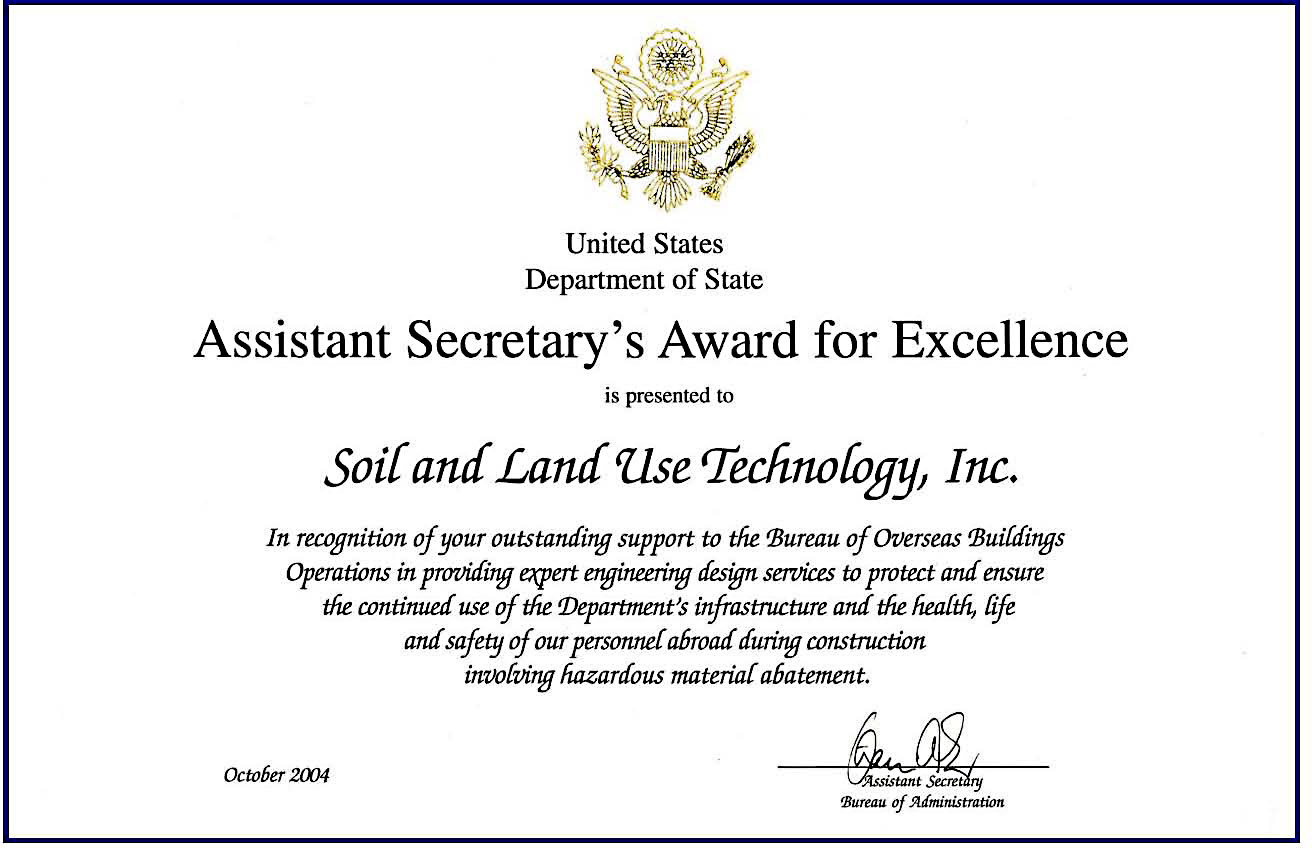 United States
Department of State
Assistant Secretary's Award for Excellence
is presented to
Soil and Land Use Technology, Inc.
In recognition of your outstanding support to the Bureau of Overseas Buildings
Operations in providing expert engineering design services to protect and ensure
the continued use of the Department's infrastructure and the health, life
and safety of our personnel abroad during construction
involving hazardous material abatement.
October 2004
Assistant Secretary
Bureau of Administration